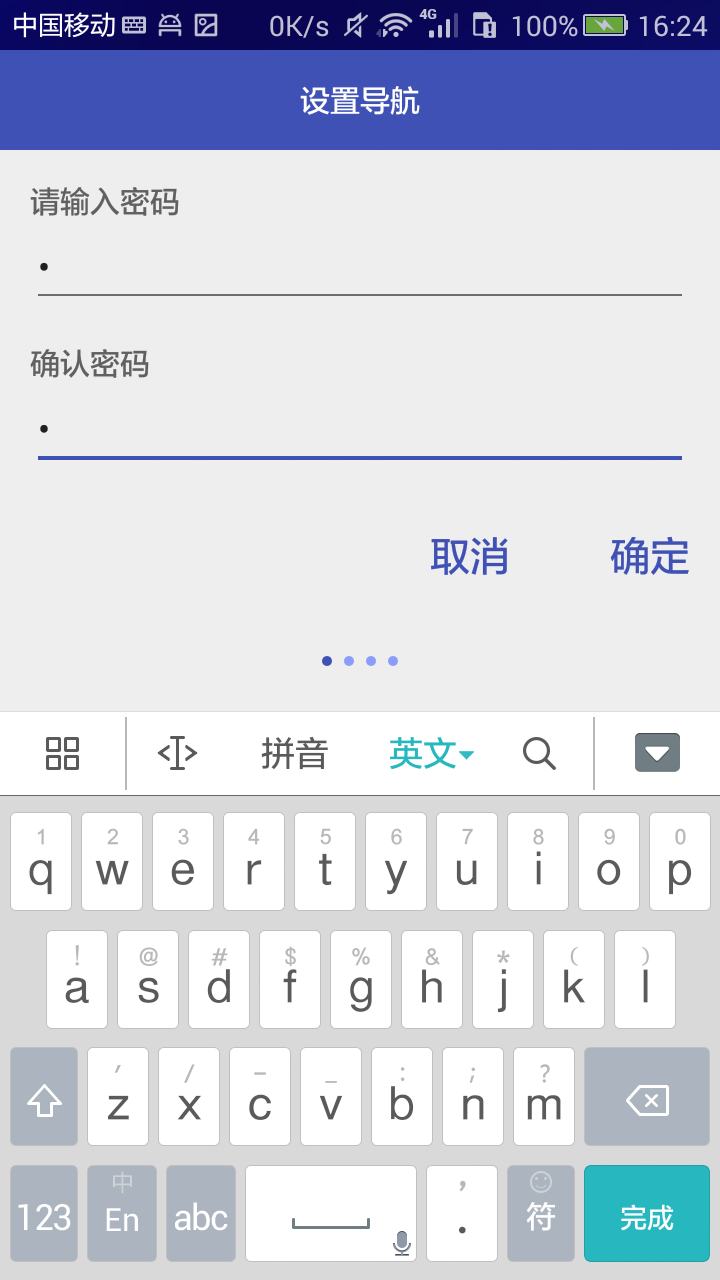 中国移动 0K/s 4G 100% 16:24
设置导航
请输入密码
•
确认密码
•
取消 确定
拼音 英文
1 2 3 4 5 6 7 8 9 0
q w e r t y u i o p
! @ # $ % & * ( )
a s d f g h j k l
′ / – _ : ; ?
z x c v b n m
中 ,
123 En abc . 符 完成